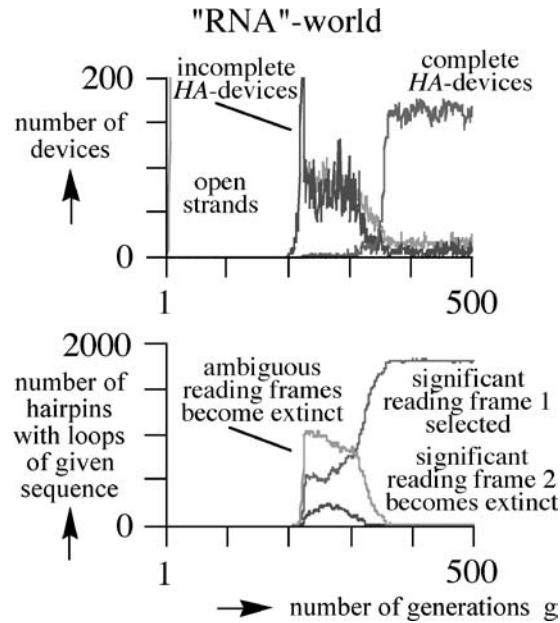 "RNA"-world
200
number of
devices
0
incomplete
HA-devices
complete
HA-devices
open
strands
1
500
2000
number of
hairpins
with loops
of given
sequence
0
ambiguous
reading frames
become extinct
significant
reading frame 1
selected
significant
reading frame 2
becomes extinct
1
500
number of generations g